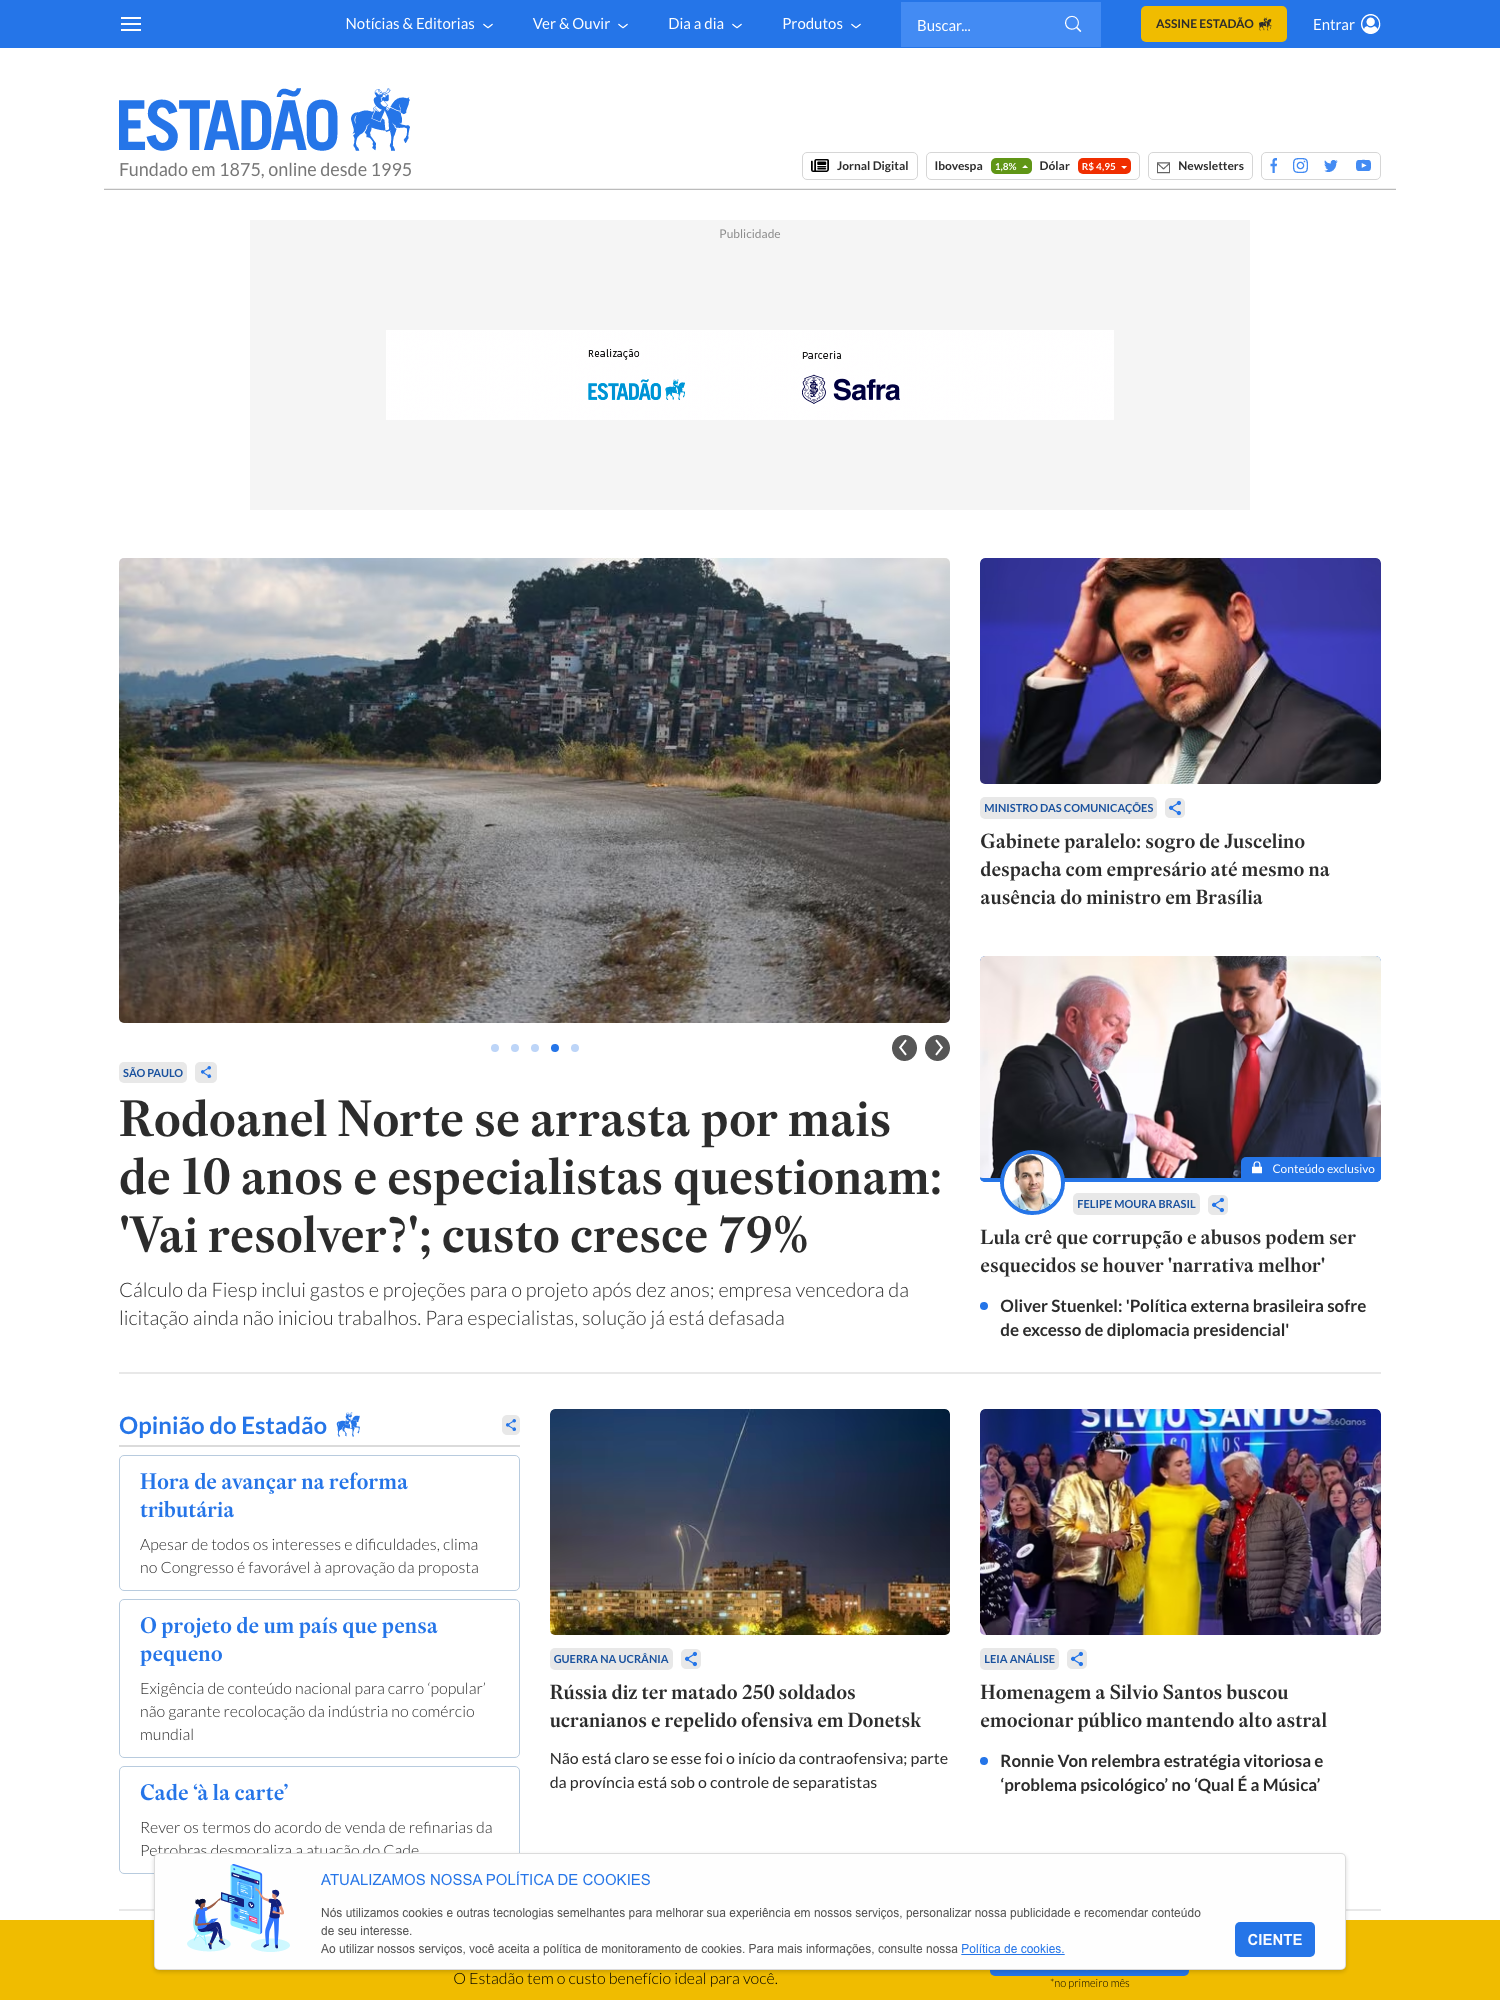 Notícias & Editorias
Ver & Ouvir
Dia a dia
Produtos
Buscar...
ASSINE ESTADÃO
Entrar
ESTADÃO
Fundado em 1875, online desde 1995
Jornal Digital
Ibovespa 1,8% Dólar R$ 4,95
Newsletters
Publicidade
Realização
ESTADÃO
Parceria
Safra
SÃO PAULO
Rodoanel Norte se arrasta por mais
de 10 anos e especialistas questionam:
'Vai resolver?'; custo cresce 79%
Cálculo da Fiesp inclui gastos e projeções para o projeto após dez anos; empresa vencedora da
licitação ainda não iniciou trabalhos. Para especialistas, solução já está defasada
MINISTRO DAS COMUNICAÇÕES
Gabinete paralelo: sogro de Juscelino
despacha com empresário até mesmo na
ausência do ministro em Brasília
Conteúdo exclusivo
FELIPE MOURA BRASIL
Lula crê que corrupção e abusos podem ser
esquecidos se houver 'narrativa melhor'
Oliver Stuenkel: 'Política externa brasileira sofre
de excesso de diplomacia presidencial'
Opinião do Estadão
Hora de avançar na reforma
tributária
Apesar de todos os interesses e dificuldades, clima
no Congresso é favorável à aprovação da proposta
O projeto de um país que pensa
pequeno
Exigência de conteúdo nacional para carro ‘popular’
não garante recolocação da indústria no comércio
mundial
Cade ‘à la carte’
Rever os termos do acordo de venda de refinarias da
Petrobras desmoraliza a atuação do Cade
GUERRA NA UCRÂNIA
Rússia diz ter matado 250 soldados
ucranianos e repelido ofensiva em Donetsk
Não está claro se esse foi o início da contraofensiva; parte
da província está sob o controle de separatistas
SILVIO SANTOS
60 ANOS
LEIA ANÁLISE
Homenagem a Silvio Santos buscou
emocionar público mantendo alto astral
Ronnie Von relembra estratégia vitoriosa e
‘problema psicológico’ no ‘Qual É a Música’
ATUALIZAMOS NOSSA POLÍTICA DE COOKIES
Nós utilizamos cookies e outras tecnologias semelhantes para melhorar sua experiência em nossos serviços, personalizar nossa publicidade e recomendar conteúdo
de seu interesse.
Ao utilizar nossos serviços, você aceita a política de monitoramento de cookies. Para mais informações, consulte nossa Política de cookies.
CIENTE
O Estadão tem o custo benefício ideal para você.
*no primeiro mês